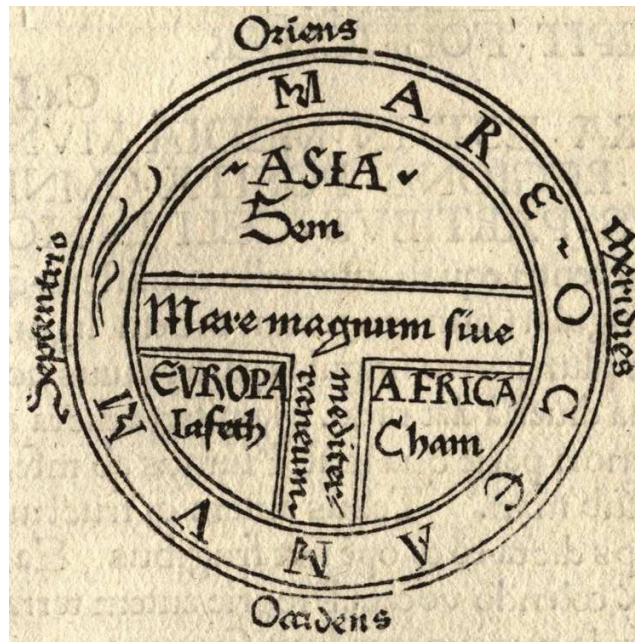 Oriens
MARE OCEANVM
ASIA
Sem
Septentrio
Meridies
Mare magnum ſiue
mediter⸗
raneum
EVROPA
Iafeth
AFRICA
Cham
Occidens